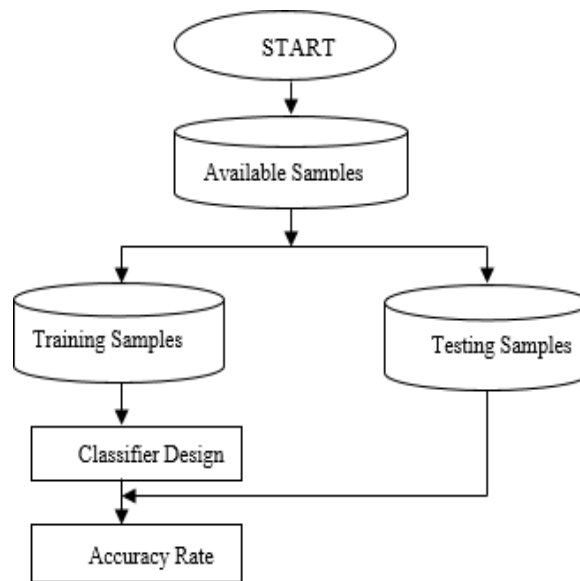 START
Available Samples
Training Samples
Testing Samples
Classifier Design
Accuracy Rate